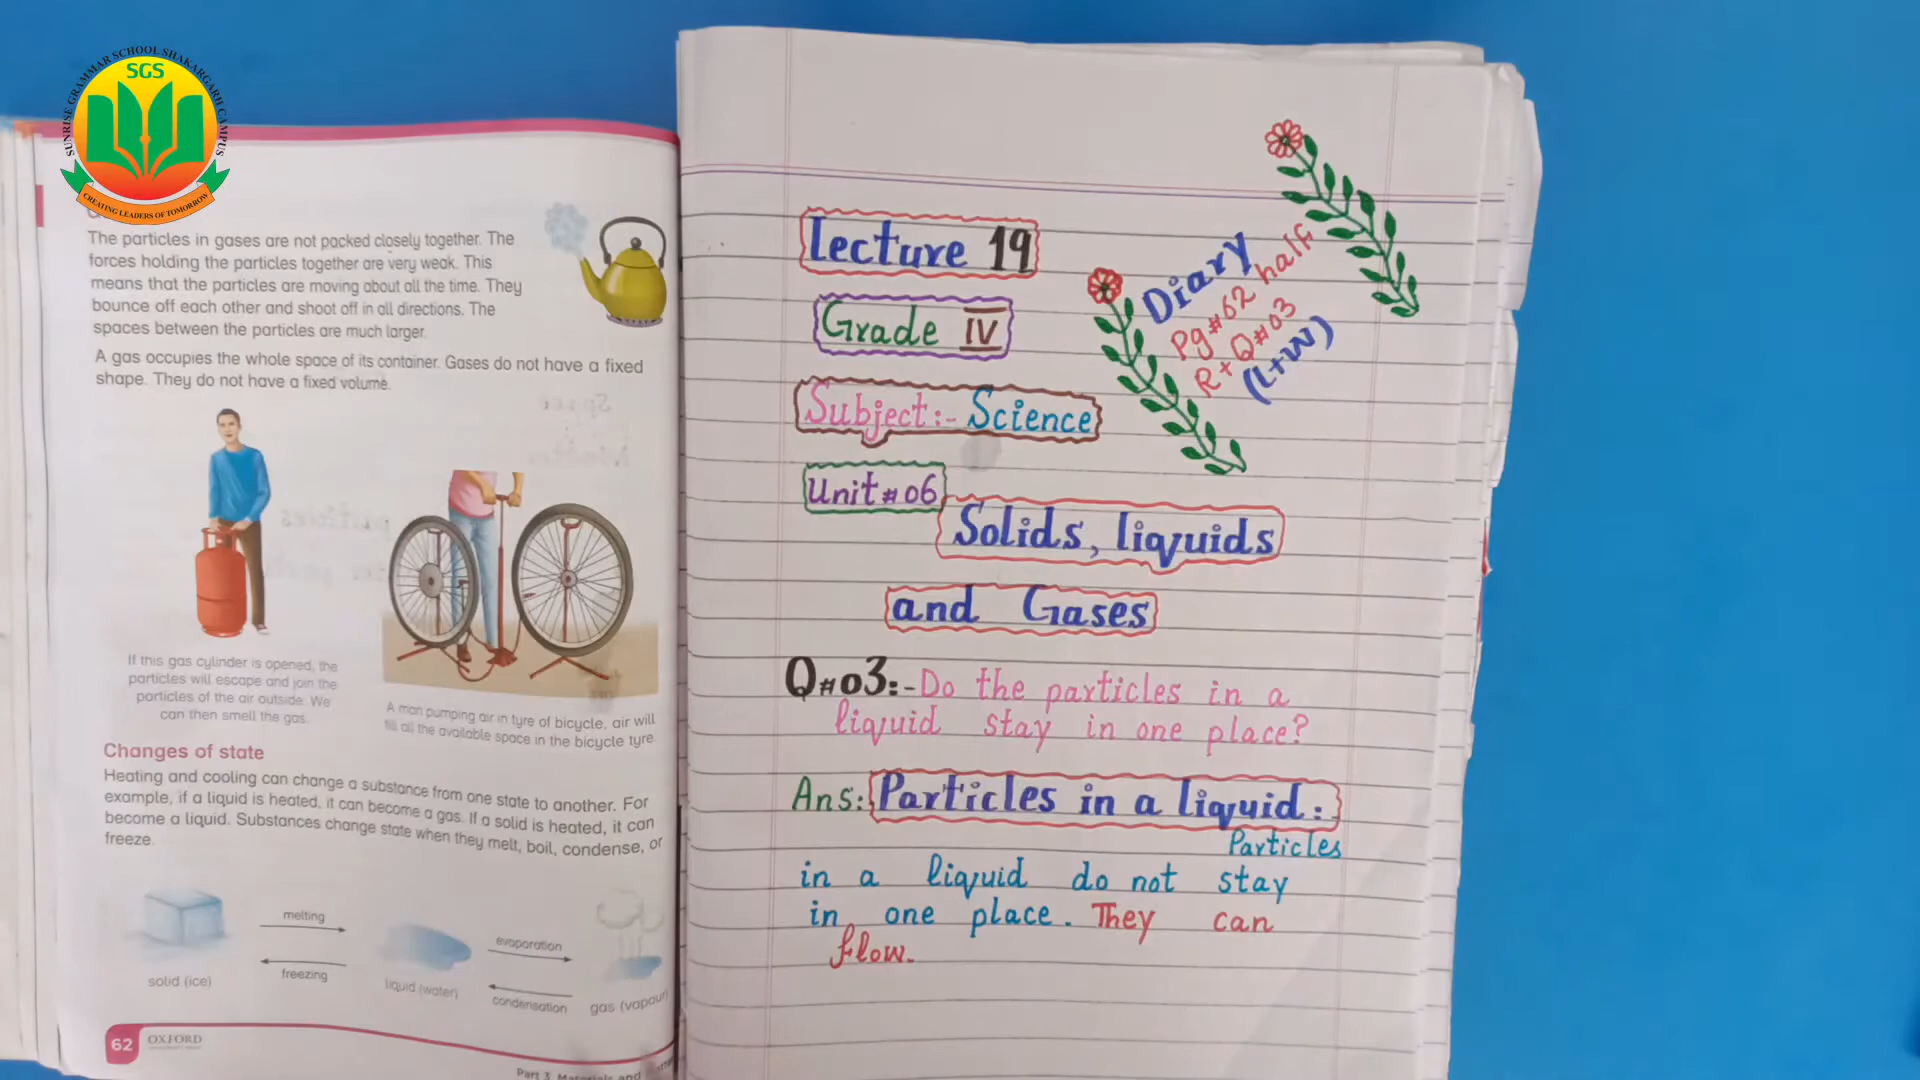 SUNRISE GRAMMAR SCHOOL SHAKARGARH CAMPUS
SGS
CREATING LEADERS OF TOMORROW
The particles in gases are not packed closely together. The
forces holding the particles together are very weak. This
means that the particles are moving about all the time. They
bounce off each other and shoot off in all directions. The
spaces between the particles are much larger.
A gas occupies the whole space of its container. Gases do not have a fixed
shape. They do not have a fixed volume.
If this gas cylinder is opened, the
particles will escape and join the
particles of the air outside. We
can then smell the gas.
A man pumping air in tyre of bicycle, air will
fill all the available space in the bicycle tyre.
Changes of state
Heating and cooling can change a substance from one state to another. For
example, if a liquid is heated, it can become a gas. If a solid is heated, it can
become a liquid. Substances change state when they melt, boil, condense, or
freeze.
melting
freezing
evaporation
condensation
solid (ice)
liquid (water)
gas (vapour)
62
OXFORD
Part 3 Materials and
Lecture 19
Grade IV
Subject:- Science
Unit # 06
Solids, liquids
and Gases
Diary
Pg # 62 half
R + Q # 03
(L+W)
Q#03:- Do the particles in a
liquid stay in one place?
Ans: Particles in a liquid:-
Particles
in a liquid do not stay
in one place. They can
flow.